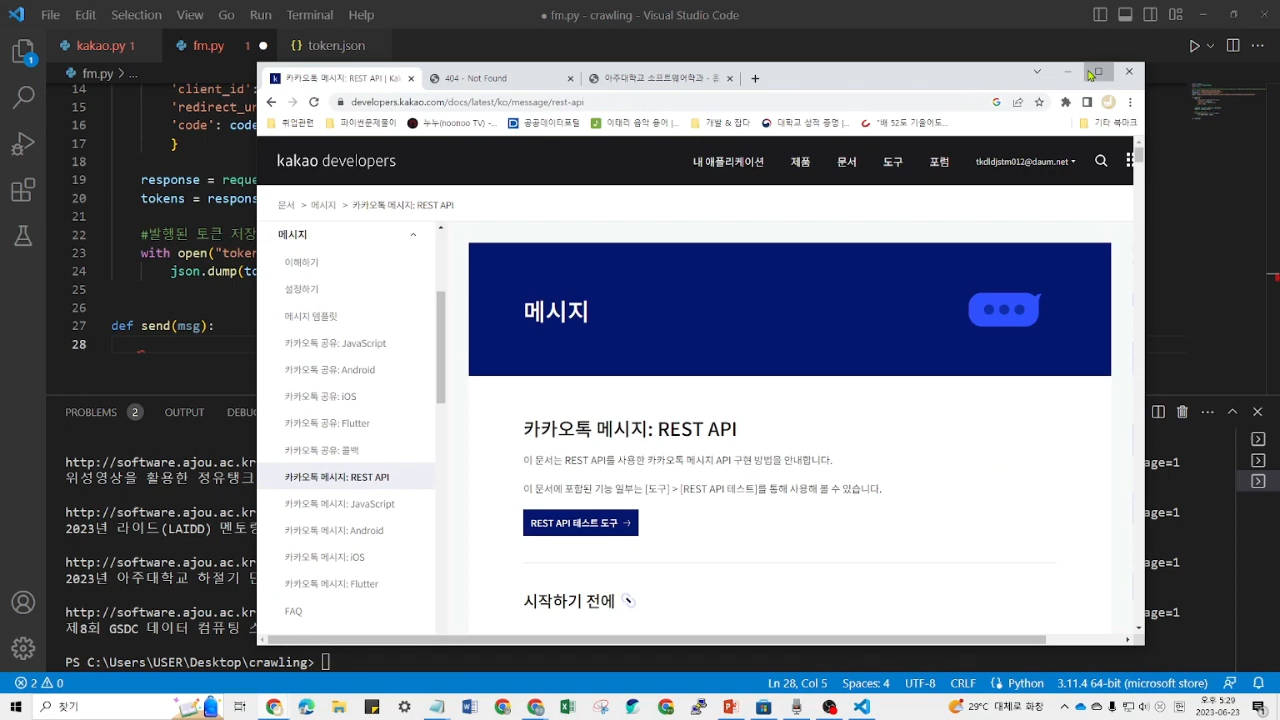 File Edit Selection View Go Run Terminal Help
● fm.py - Visual Studio Code
kakao.py 1
fm.py 1 ●
{} token.json
fm.py > ...
카카오톡 메시지: REST API | Ka
404 - Not Found
아주대학교 소프트웨어학과 -
developers.kakao.com/docs/latest/ko/message/rest-api
취업관련
파이썬문제풀이
누누(noonoo TV) -...
공공데이터포털
이태리 음악 용어 |...
개발 & 잡다
대학교 성적 증명 |...
기타 북마크
kakao developers
내 애플리케이션 제품 문서 도구 포럼 tkdldjstm012@daum.net
문서 > 메시지 > 카카오톡 메시지: REST API
메시지
이해하기
설정하기
메시지 템플릿
카카오톡 공유: JavaScript
카카오톡 공유: Android
카카오톡 공유: iOS
카카오톡 공유: Flutter
카카오톡 공유: 콜백
카카오톡 메시지: REST API
카카오톡 메시지: JavaScript
카카오톡 메시지: Android
카카오톡 메시지: iOS
카카오톡 메시지: Flutter
FAQ
메시지
카카오톡 메시지: REST API
이 문서는 REST API를 사용한 카카오톡 메시지 API 구현 방법을 안내합니다.
이 문서에 포함된 기능 일부는 [도구] > [REST API 테스트]를 통해 사용해 볼 수 있습니다.
REST API 테스트 도구 →
시작하기 전에
14 'client_id':
15 'redirect_ur
16 'code': code
17 }
18
19 response = reque
20 tokens = respons
21
22 #발행된 토큰 저장
23 with open("token
24 json.dump(to
25
26
27 def send(msg):
28
PROBLEMS 2 OUTPUT DEBU
http://software.ajou.ac.kr age=1
위성영상을 활용한 정유탱크
http://software.ajou.ac.kr age=1
2023년 라이드(LAIDD) 멘토링
http://software.ajou.ac.kr age=1
2023년 아주대학교 하절기 단
http://software.ajou.ac.kr age=1
제8회 GSDC 데이터 컴퓨팅 스
PS C:\Users\USER\Desktop\crawling>
2 0 Ln 28, Col 5 Spaces: 4 UTF-8 CRLF {} Python 3.11.4 64-bit (microsoft store)
찾기
29°C 대체로 화창
오후 5:29
2023-06-23